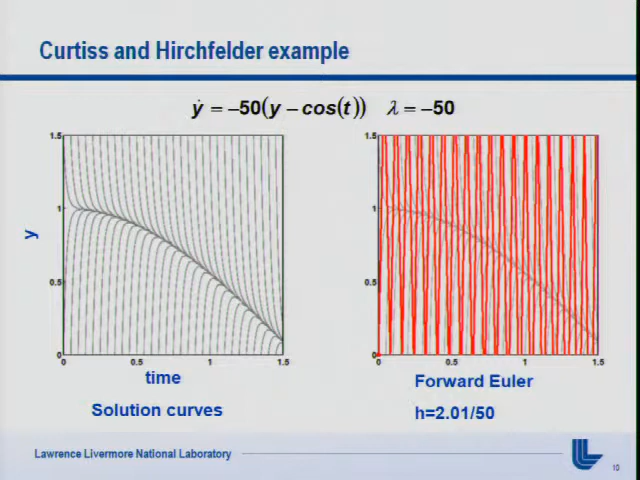 Curtiss and Hirchfelder example
ẏ = –50(y – cos(t))   λ = –50
1.5
1
0.5
0
y
0 0.5 1 1.5
time
Solution curves
1.5
1
0.5
0
0 0.5 1 1.5
Forward Euler
h=2.01/50
Lawrence Livermore National Laboratory
10